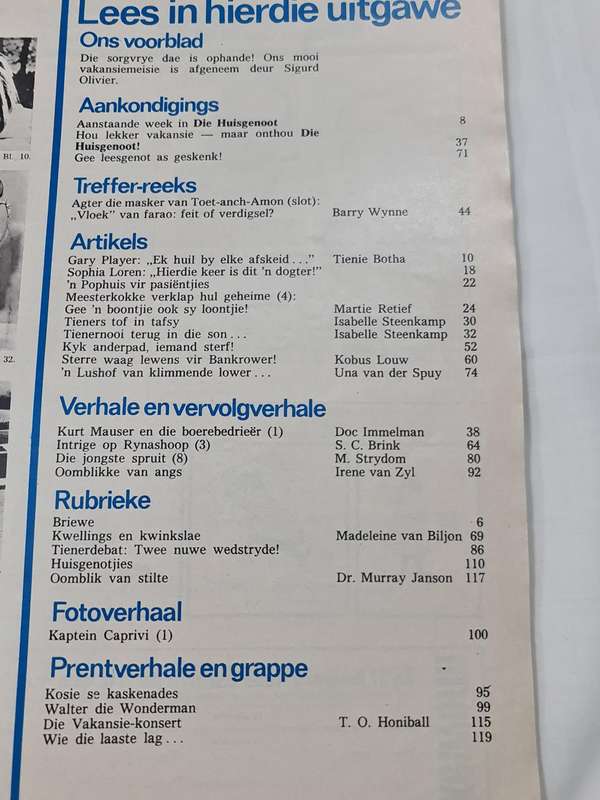 Lees in hierdie uitgawe
Ons voorblad
Die sorgvrye dae is ophande! Ons mooi
vakansiemeisie is afgeneem deur Sigurd
Olivier.
Aankondigings
Aanstaande week in Die Huisgenoot 8
Hou lekker vakansie — maar onthou Die
Huisgenoot! 37
Gee leesgenot as geskenk! 71
Treffer-reeks
Agter die masker van Toet-anch-Amon (slot):
„Vloek" van farao: feit of verdigsel? Barry Wynne 44
Artikels
Gary Player: „Ek huil by elke afskeid . . ." Tienie Botha 10
Sophia Loren: „Hierdie keer is dit 'n dogter!" 18
'n Pophuis vir pasiëntjies 22
Meesterkokke verklap hul geheime (4):
Gee 'n boontjie ook sy loontjie! Martie Retief 24
Tieners tof in tafsy Isabelle Steenkamp 30
Tienernooi terug in die son . . . Isabelle Steenkamp 32
Kyk anderpad, iemand sterf! 52
Sterre waag lewens vir Bankrower! Kobus Louw 60
'n Lushof van klimmende lower . . . Una van der Spuy 74
Verhale en vervolgverhale
Kurt Mauser en die boerebedrieër (1) Doc Immelman 38
Intrige op Rynashoop (3) S. C. Brink 64
Die jongste spruit (8) M. Strydom 80
Oomblikke van angs Irene van Zyl 92
Rubrieke
Briewe 6
Kwellings en kwinkslae Madeleine van Biljon 69
Tienerdebat: Twee nuwe wedstryde! 86
Huisgenotjies 110
Oomblik van stilte Dr. Murray Janson 117
Fotoverhaal
Kaptein Caprivi (1) 100
Prentverhale en grappe
Kosie se kaskenades 95
Walter die Wonderman 99
Die Vakansie-konsert T. O. Honiball 115
Wie die laaste lag . . . 119
Bl. 10.
32.